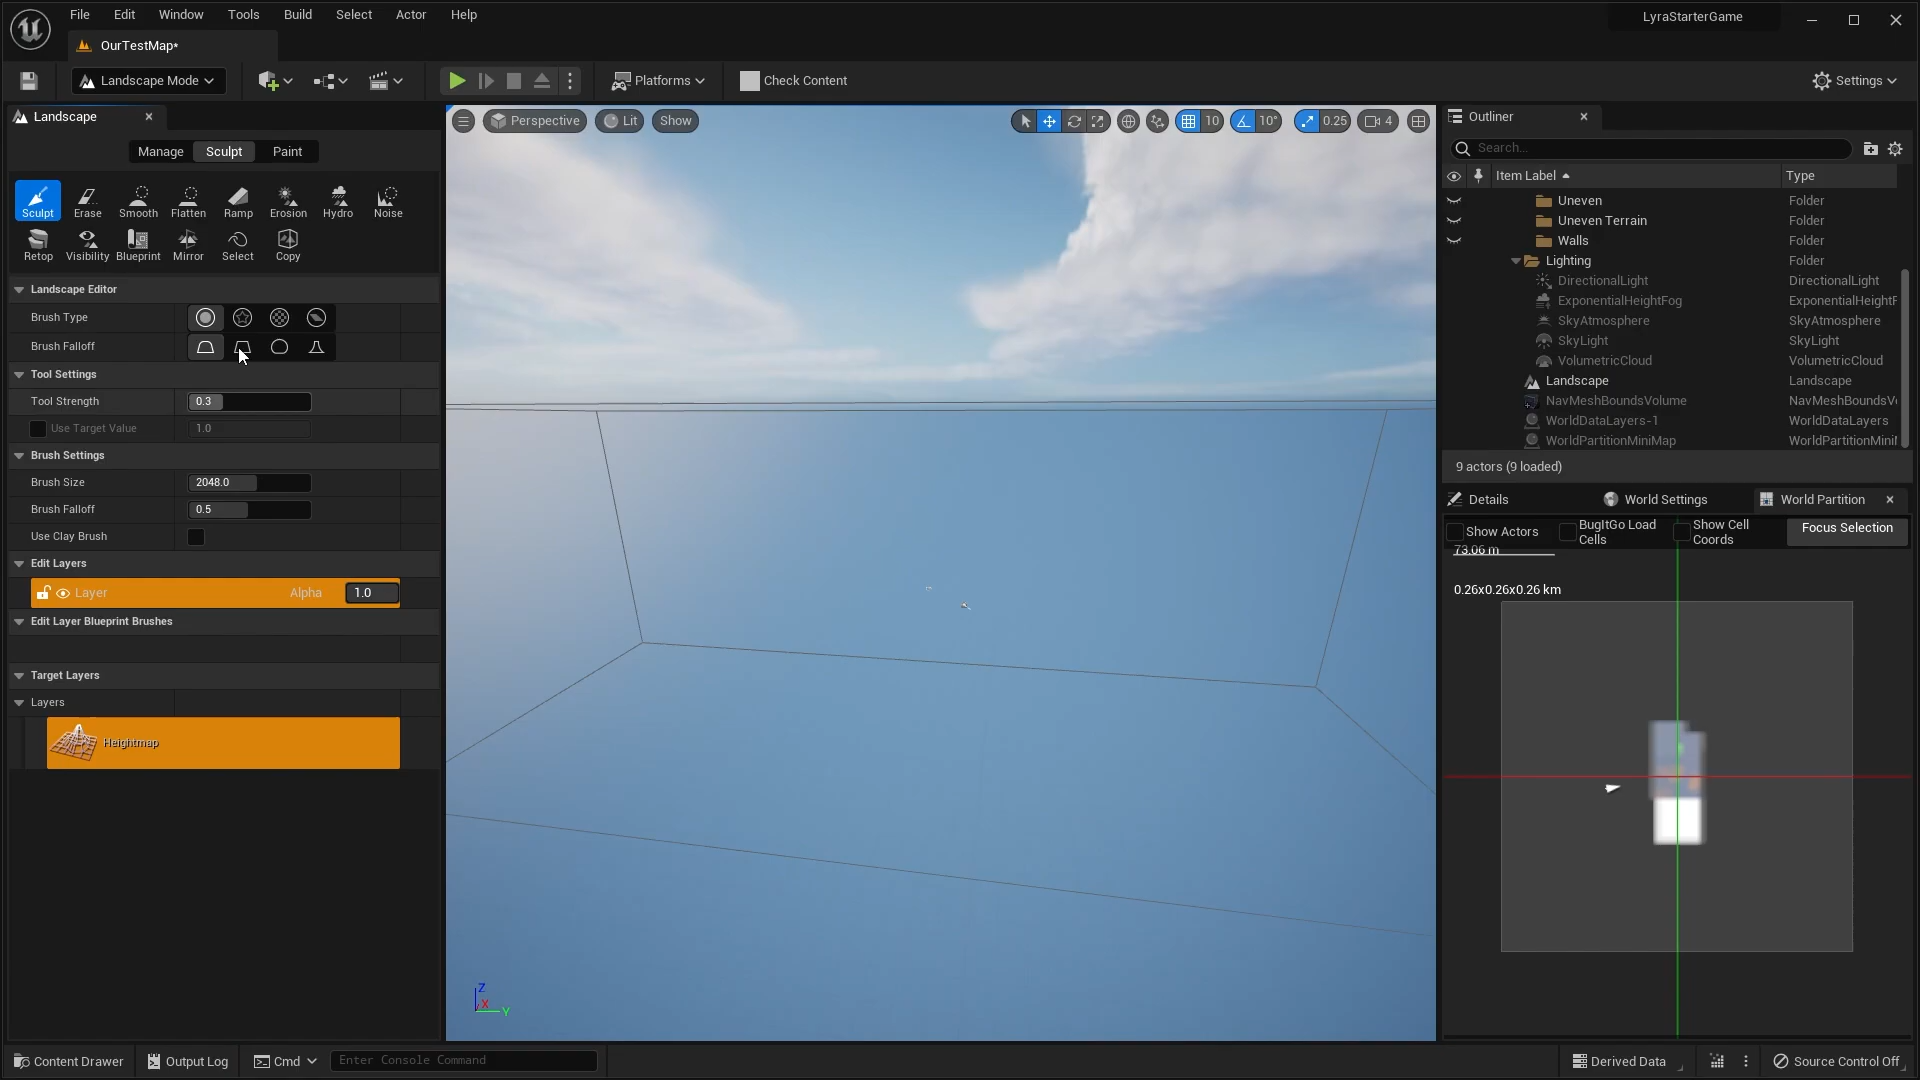 File Edit Window Tools Build Select Actor Help
LyraStarterGame
OurTestMap*
Landscape Mode
Platforms
Check Content
Settings
Landscape
Manage Sculpt Paint
Sculpt Erase Smooth Flatten Ramp Erosion Hydro Noise
Retop Visibility Blueprint Mirror Select Copy
Landscape Editor
Brush Type
Brush Falloff
Tool Settings
Tool Strength 0.3
Use Target Value 1.0
Brush Settings
Brush Size 2048.0
Brush Falloff 0.5
Use Clay Brush
Edit Layers
Layer Alpha 1.0
Edit Layer Blueprint Brushes
Target Layers
Layers
Heightmap
Perspective Lit Show
10 10° 0.25 4
Z
X
Y
Outliner
Search...
Item Label Type
Uneven Folder
Uneven Terrain Folder
Walls Folder
Lighting Folder
DirectionalLight DirectionalLight
ExponentialHeightFog ExponentialHeightF
SkyAtmosphere SkyAtmosphere
SkyLight SkyLight
VolumetricCloud VolumetricCloud
Landscape Landscape
NavMeshBoundsVolume NavMeshBoundsV
WorldDataLayers-1 WorldDataLayers
WorldPartitionMiniMap WorldPartitionMini
9 actors (9 loaded)
Details World Settings World Partition
Show Actors
BugItGo Load
Cells
Show Cell
Coords
Focus Selection
73.06 m
0.26x0.26x0.26 km
Content Drawer Output Log Cmd Enter Console Command
Derived Data Source Control Off